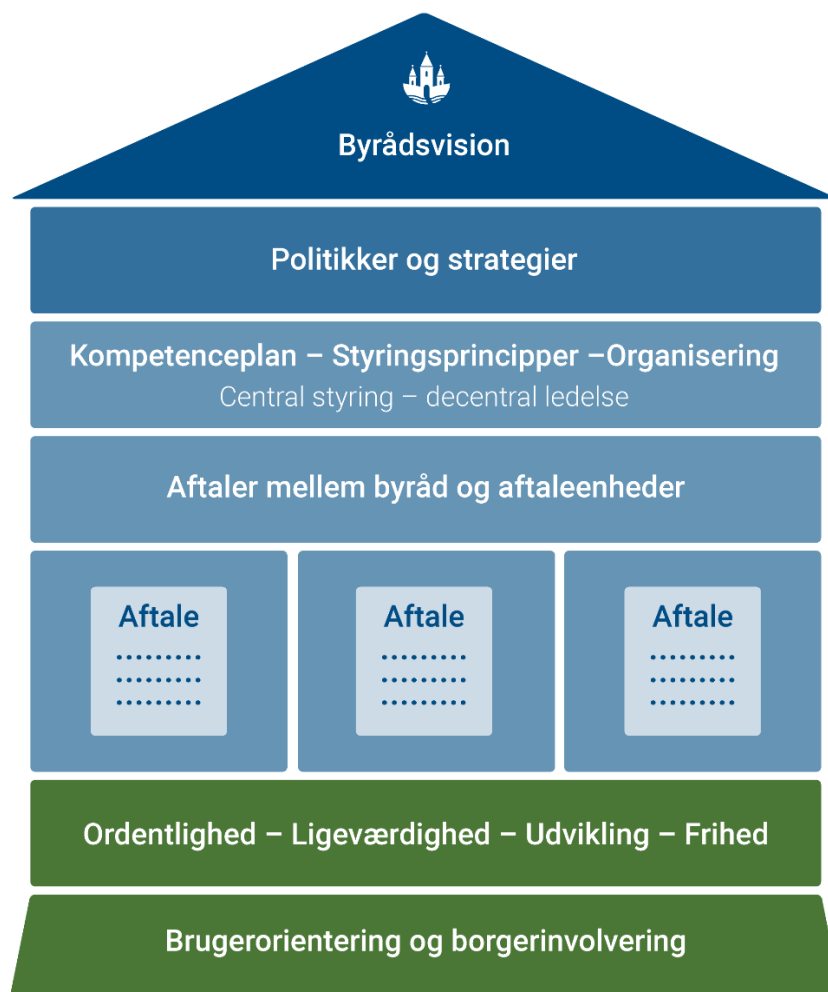 Byrådsvision
Politikker og strategier
Kompetenceplan – Styringsprincipper –Organisering
Central styring – decentral ledelse
Aftaler mellem byråd og aftaleenheder
Aftale
Aftale
Aftale
Ordentlighed – Ligeværdighed – Udvikling – Frihed
Brugerorientering og borgerinvolvering